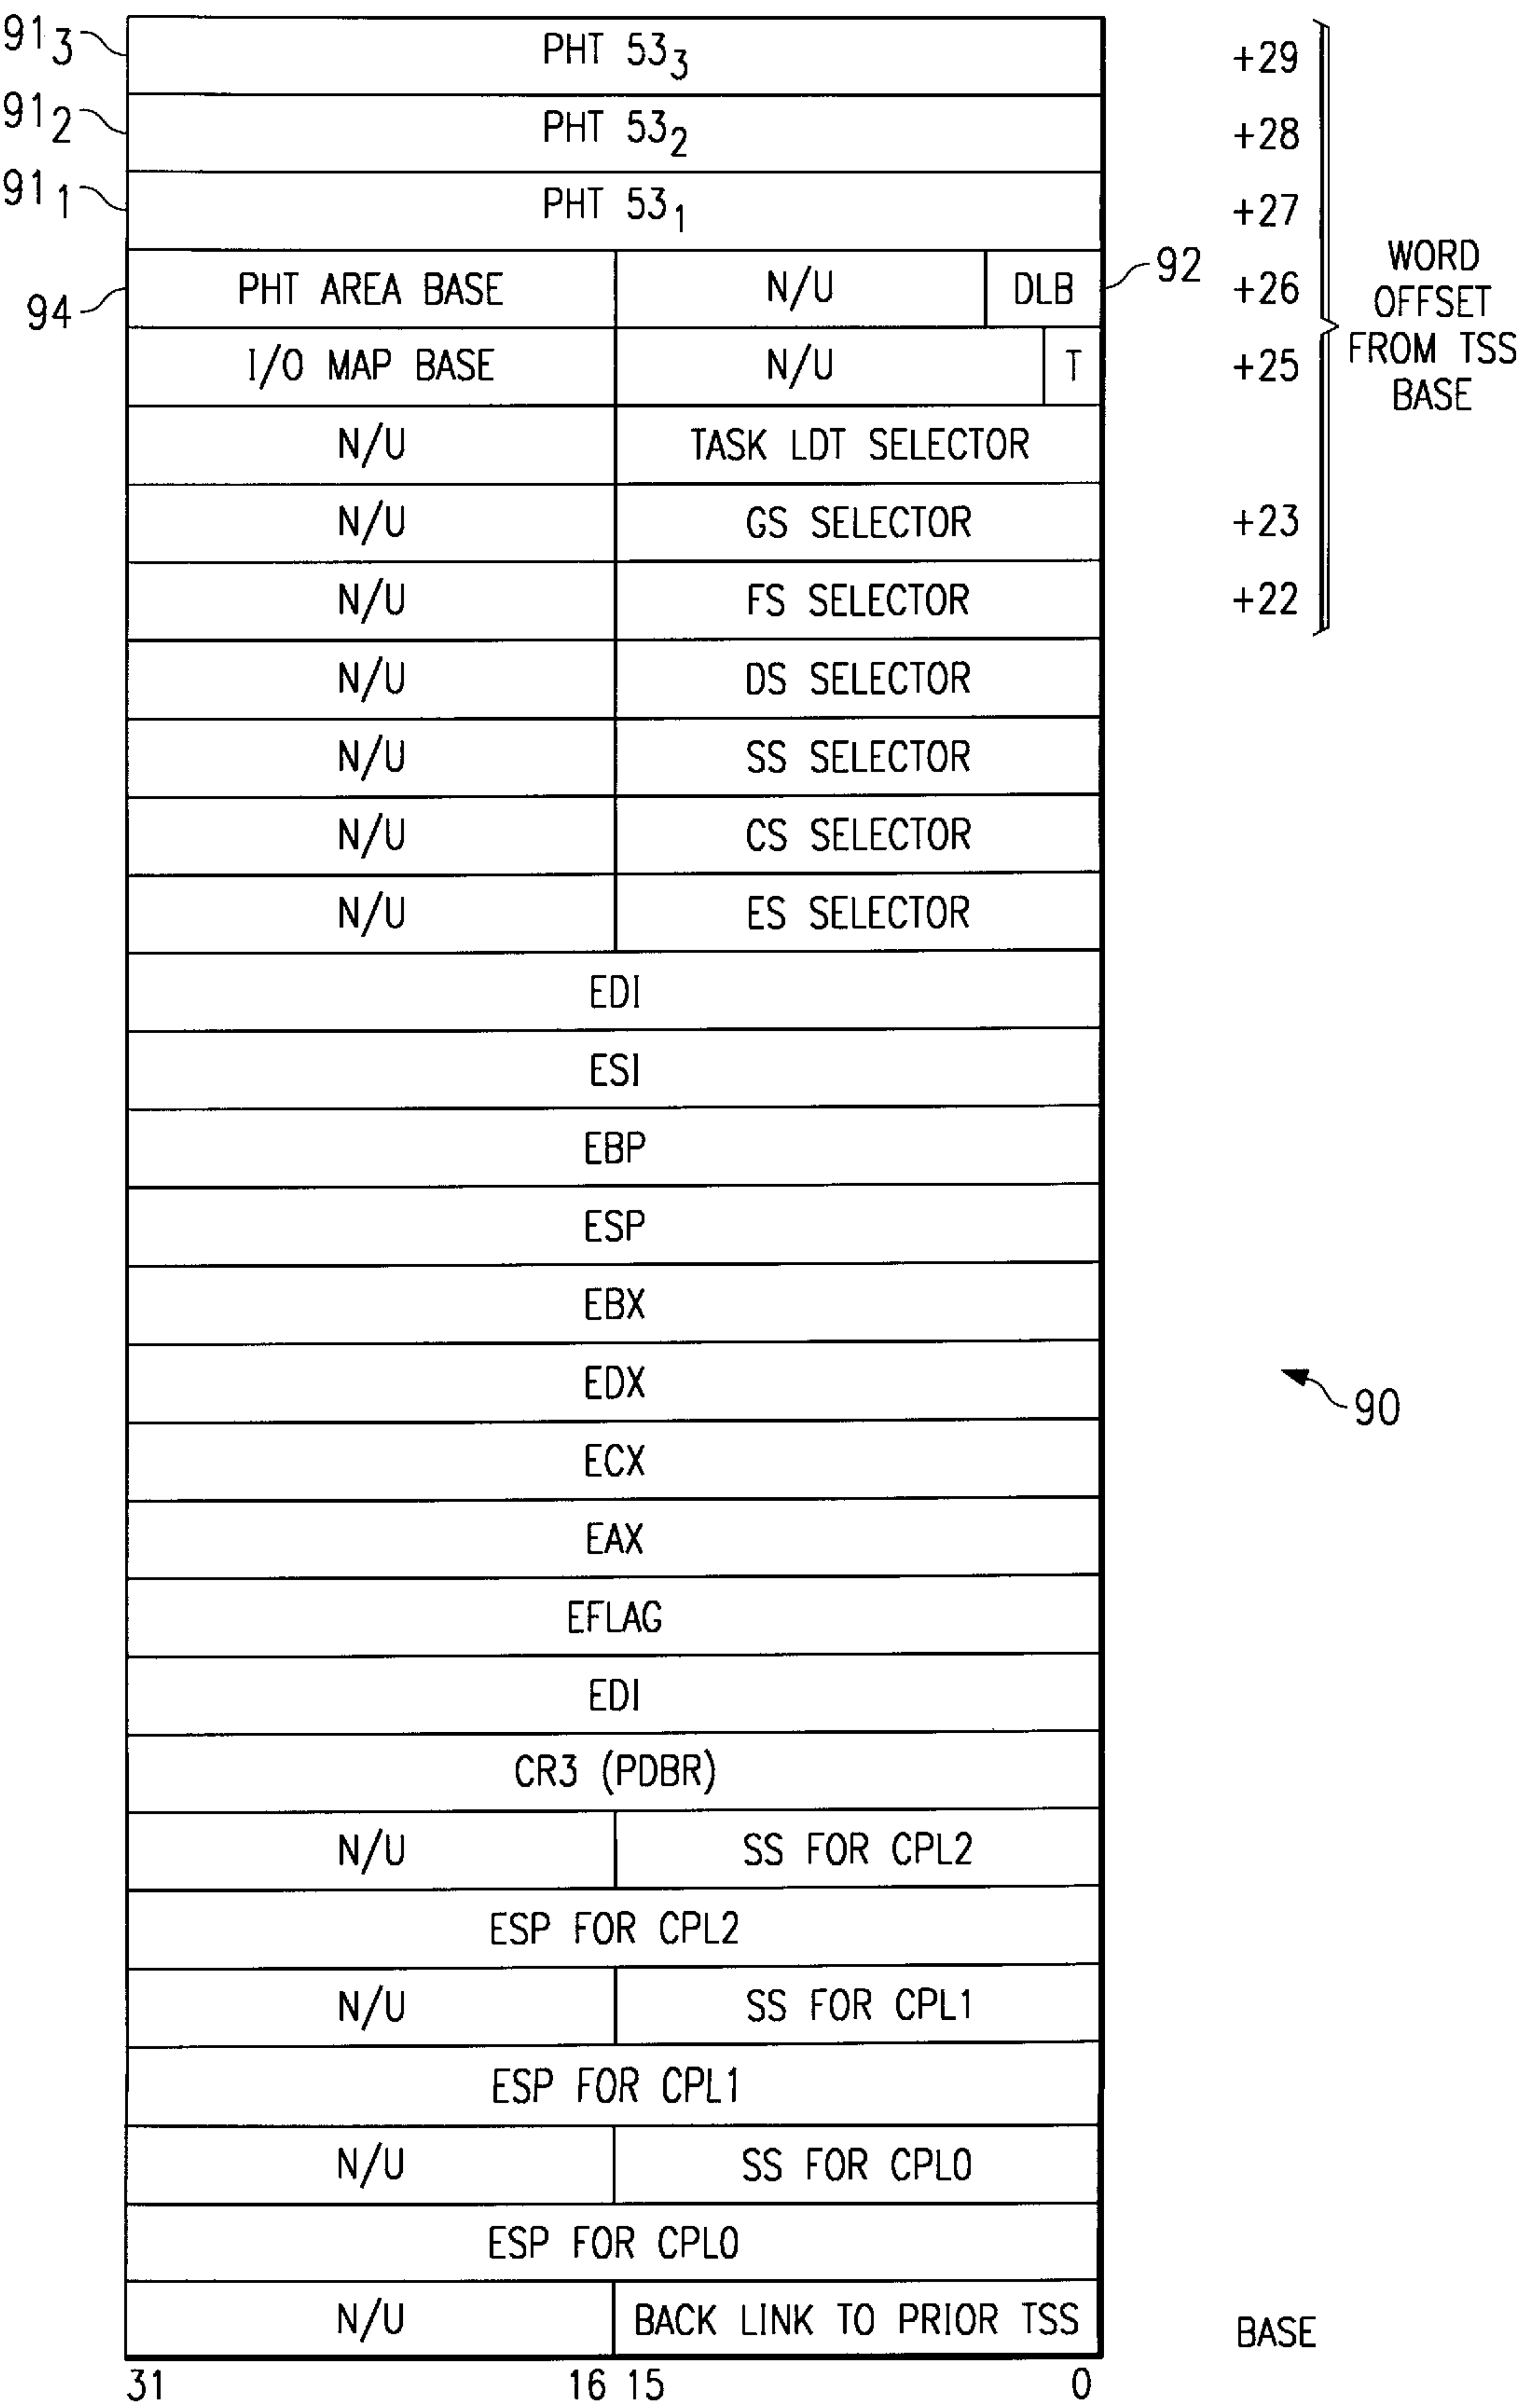 91₃ PHT 53₃ +29
91₂ PHT 53₂ +28
91₁ PHT 53₁ +27
94 PHT AREA BASE N/U DLB 92 +26
I/O MAP BASE N/U T +25
WORD
OFFSET
FROM TSS
BASE
N/U TASK LDT SELECTOR
N/U GS SELECTOR +23
N/U FS SELECTOR +22
N/U DS SELECTOR
N/U SS SELECTOR
N/U CS SELECTOR
N/U ES SELECTOR
EDI
ESI
EBP
ESP
EBX
EDX
90
ECX
EAX
EFLAG
EDI
CR3 (PDBR)
N/U SS FOR CPL2
ESP FOR CPL2
N/U SS FOR CPL1
ESP FOR CPL1
N/U SS FOR CPL0
ESP FOR CPL0
N/U BACK LINK TO PRIOR TSS BASE
31 16 15 0